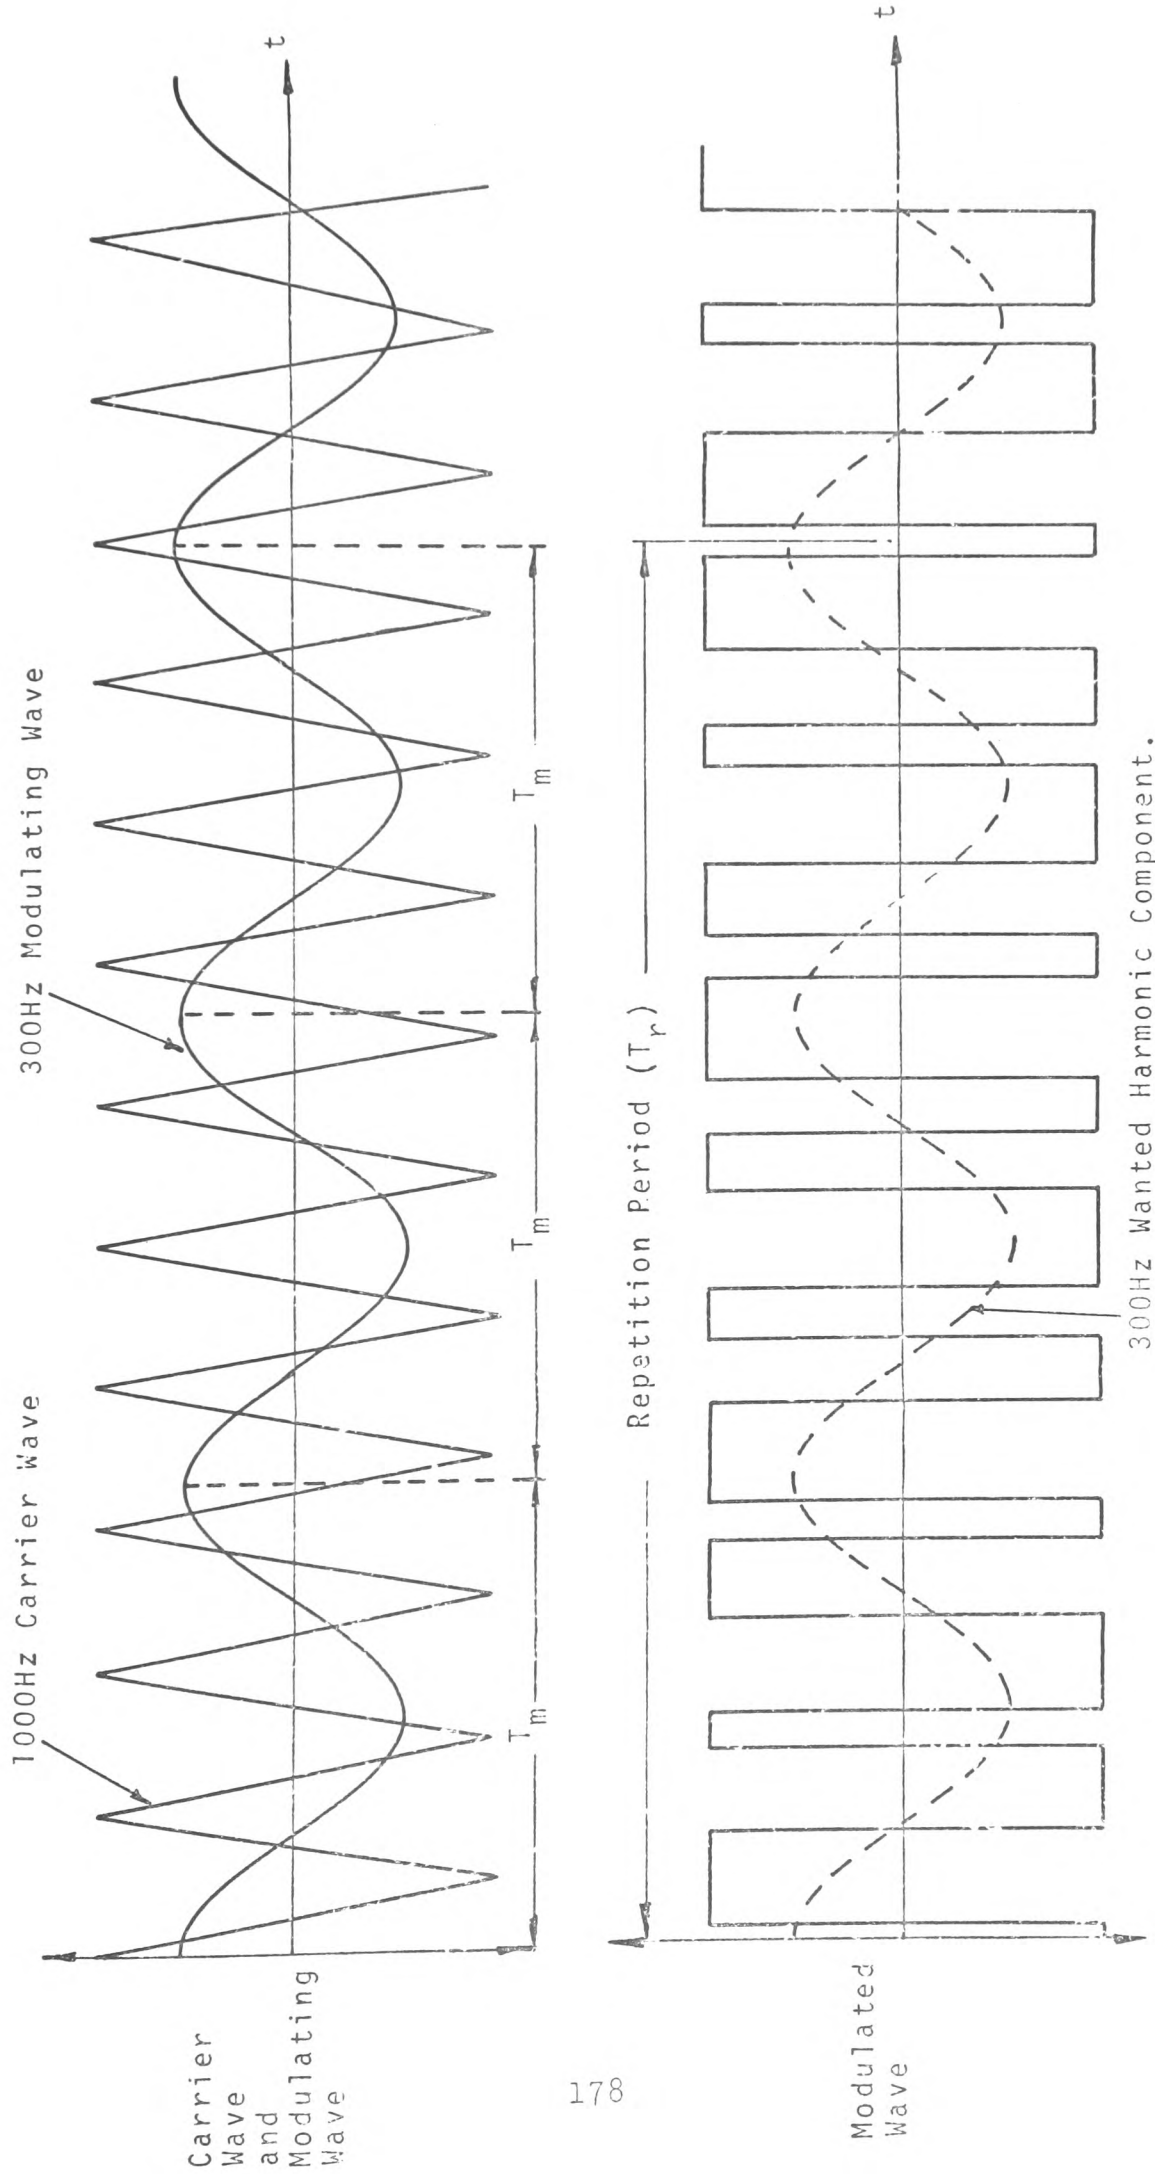 1000Hz Carrier Wave
300Hz Modulating Wave
Carrier
Wave
and
Modulating
Wave
t
T_m
T_m
T_m
Repetition Period (T_r)
Modulated
Wave
t
300Hz Wanted Harmonic Component.
178